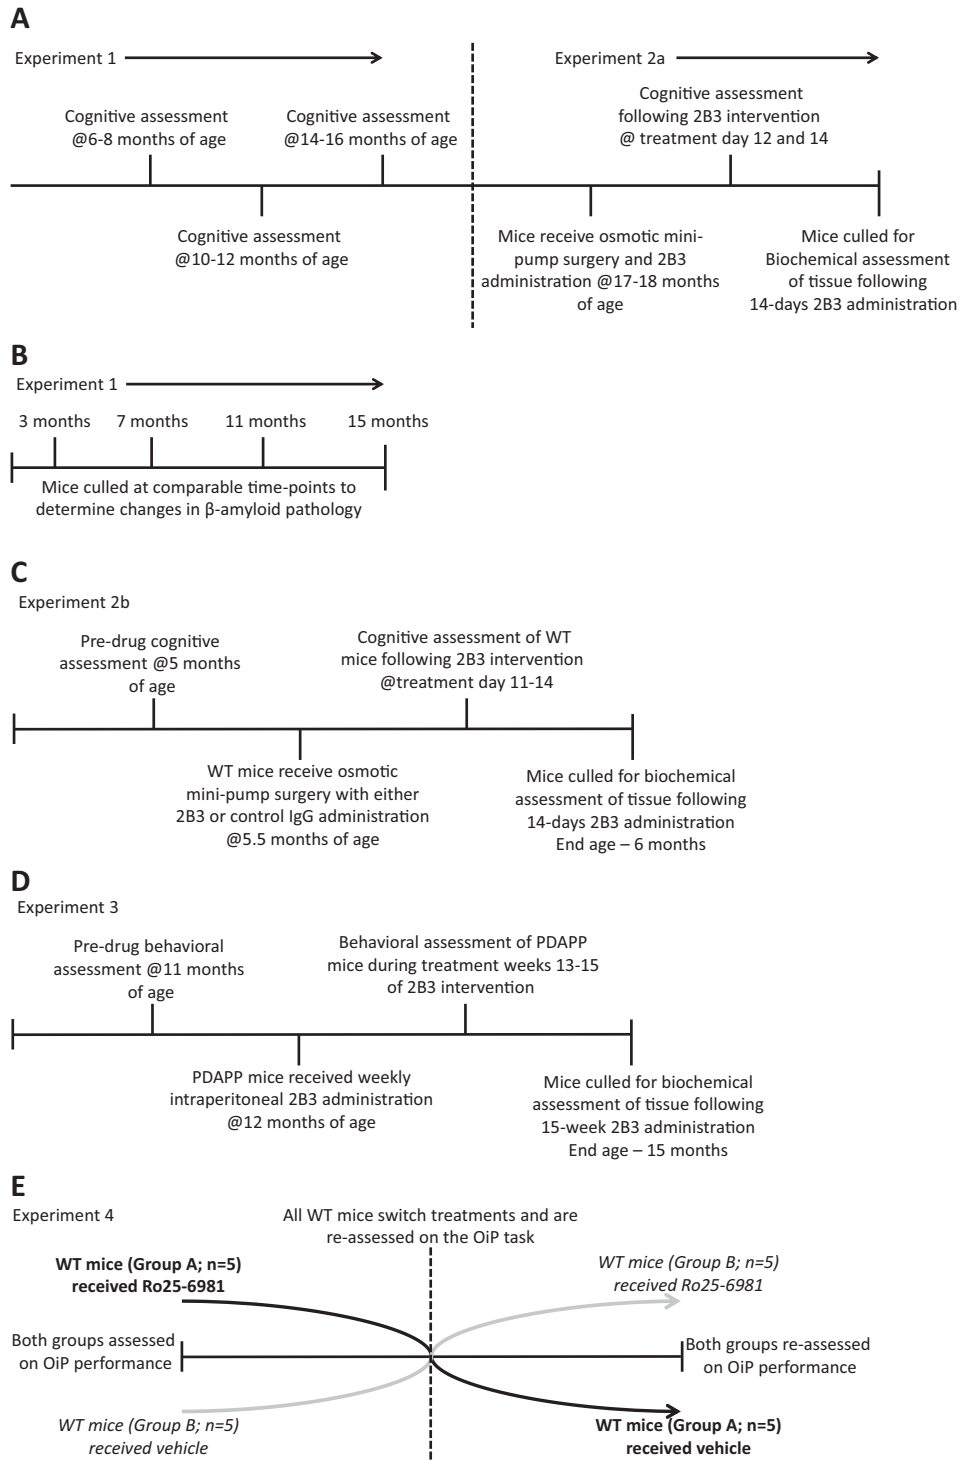 A
Experiment 1
Experiment 2a
Cognitive assessment
@6-8 months of age
Cognitive assessment
@14-16 months of age
Cognitive assessment
following 2B3 intervention
@ treatment day 12 and 14
Cognitive assessment
@10-12 months of age
Mice receive osmotic mini-
pump surgery and 2B3
administration @17-18 months
of age
Mice culled for
Biochemical assessment
of tissue following
14-days 2B3 administration
B
Experiment 1
3 months
7 months
11 months
15 months
Mice culled at comparable time-points to
determine changes in β-amyloid pathology
C
Experiment 2b
Pre-drug cognitive
assessment @5 months
of age
Cognitive assessment of WT
mice following 2B3 intervention
@treatment day 11-14
WT mice receive osmotic
mini-pump surgery with either
2B3 or control IgG administration
@5.5 months of age
Mice culled for biochemical
assessment of tissue following
14-days 2B3 administration
End age – 6 months
D
Experiment 3
Pre-drug behavioral
assessment @11 months
of age
Behavioral assessment of PDAPP
mice during treatment weeks 13-15
of 2B3 intervention
PDAPP mice received weekly
intraperitoneal 2B3 administration
@12 months of age
Mice culled for biochemical
assessment of tissue following
15-week 2B3 administration
End age – 15 months
E
Experiment 4
All WT mice switch treatments and are
re-assessed on the OiP task
WT mice (Group A; n=5)
received Ro25-6981
WT mice (Group B; n=5)
received Ro25-6981
Both groups assessed
on OiP performance
Both groups re-assessed
on OiP performance
WT mice (Group B; n=5)
received vehicle
WT mice (Group A; n=5)
received vehicle